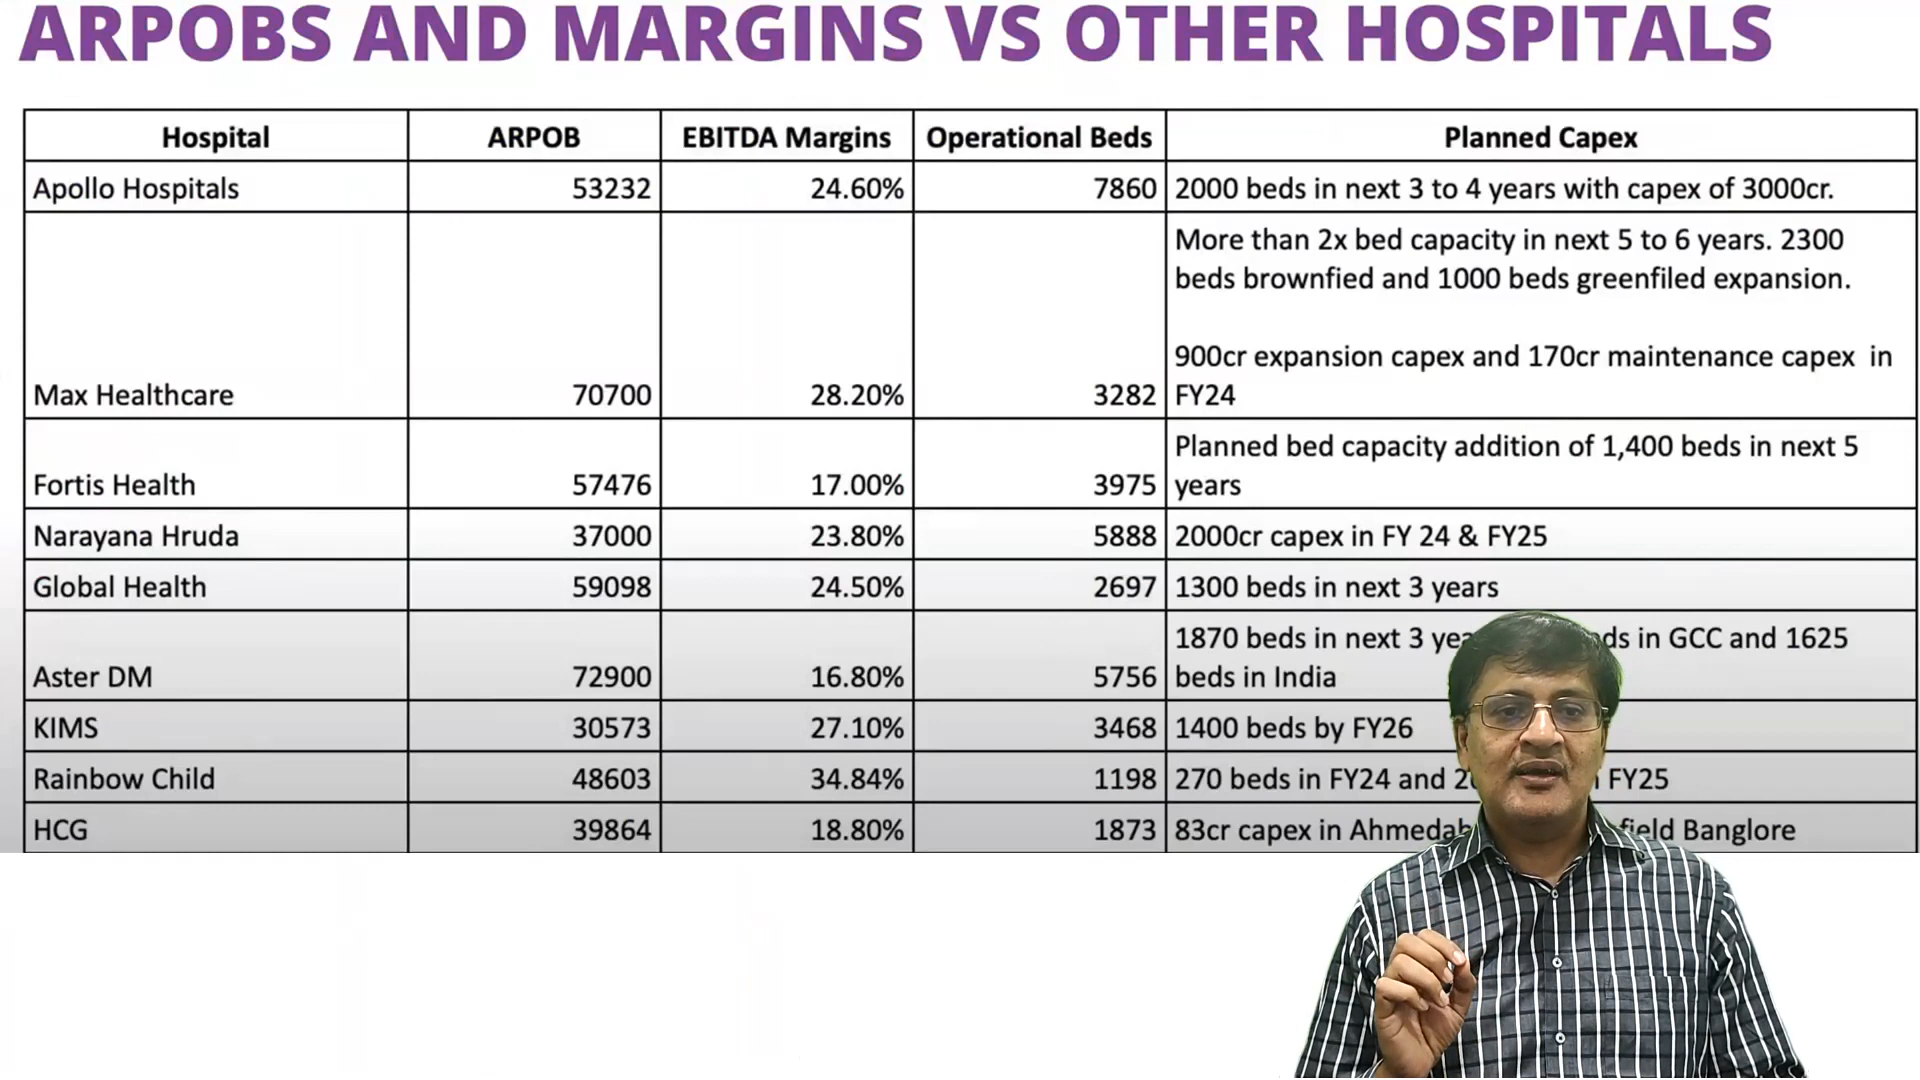 ARPOBS AND MARGINS VS OTHER HOSPITALS
Hospital ARPOB EBITDA Margins Operational Beds Planned Capex
Apollo Hospitals 53232 24.60% 7860 2000 beds in next 3 to 4 years with capex of 3000cr.
More than 2x bed capacity in next 5 to 6 years. 2300
beds brownfied and 1000 beds greenfiled expansion.
900cr expansion capex and 170cr maintenance capex in
Max Healthcare 70700 28.20% 3282 FY24
Planned bed capacity addition of 1,400 beds in next 5
Fortis Health 57476 17.00% 3975 years
Narayana Hruda 37000 23.80% 5888 2000cr capex in FY 24 & FY25
Global Health 59098 24.50% 2697 1300 beds in next 3 years
1870 beds in next 3 in GCC and 1625
Aster DM 72900 16.80% 5756 beds in India
KIMS 30573 27.10% 3468 1400 beds by FY26
Rainbow Child 48603 34.84% 1198 270 beds in FY24 and FY25
HCG 39864 18.80% 1873 83cr capex in Banglore